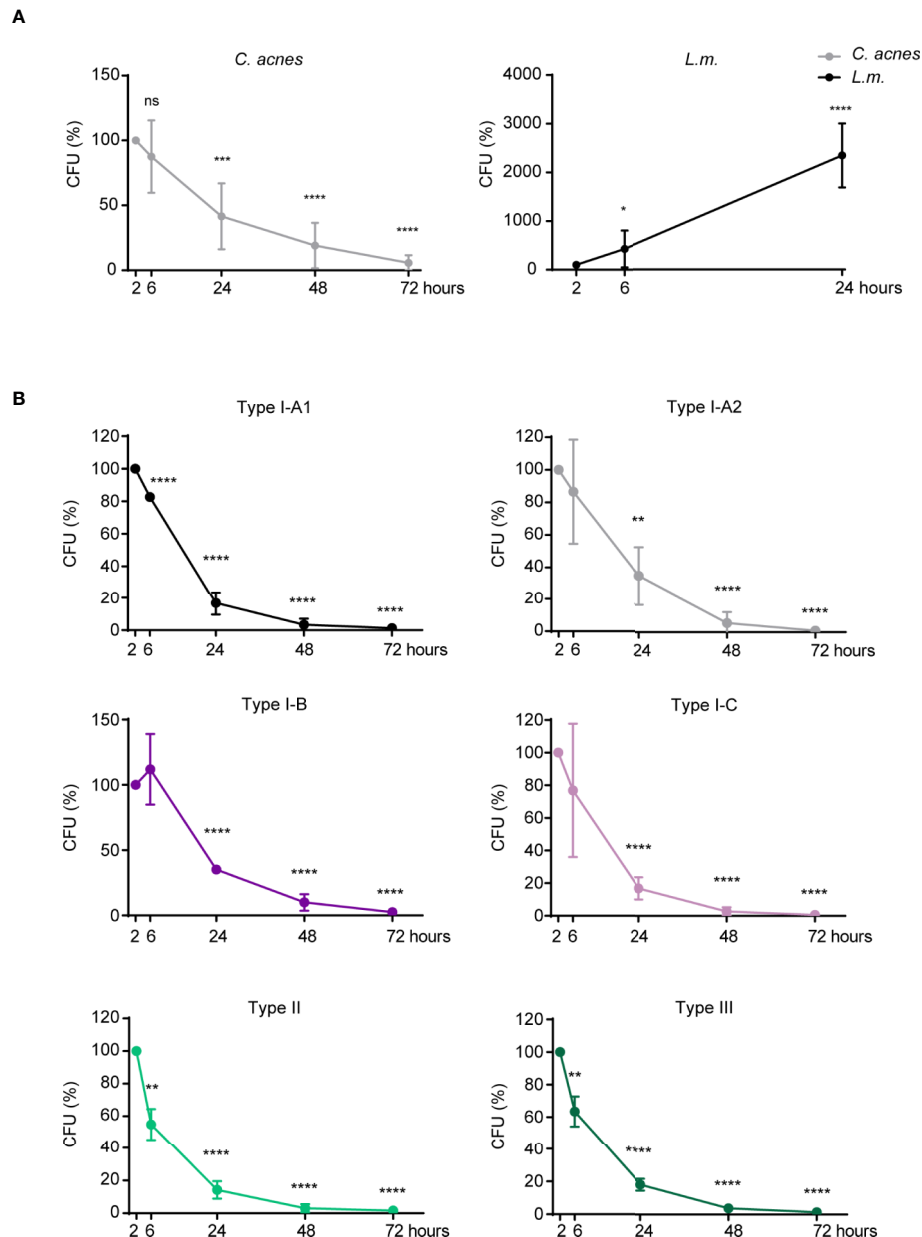 A
C. acnes
CFU (%)
150
100
50
0
ns
***
****
****
2 6 24 48 72 hours
L.m.
C. acnes
L.m.
CFU (%)
4000
3000
2000
1000
0
*
****
2 6 24 hours
B
Type I-A1
CFU (%)
120
100
80
60
40
20
0
****
****
****
****
2 6 24 48 72 hours
Type I-A2
CFU (%)
120
100
80
60
40
20
0
**
****
****
2 6 24 48 72 hours
Type I-B
CFU (%)
150
100
50
0
****
****
****
2 6 24 48 72 hours
Type I-C
CFU (%)
120
100
80
60
40
20
0
****
****
****
2 6 24 48 72 hours
Type II
CFU (%)
120
100
80
60
40
20
0
**
****
****
****
2 6 24 48 72 hours
Type III
CFU (%)
120
100
80
60
40
20
0
**
****
****
****
2 6 24 48 72 hours